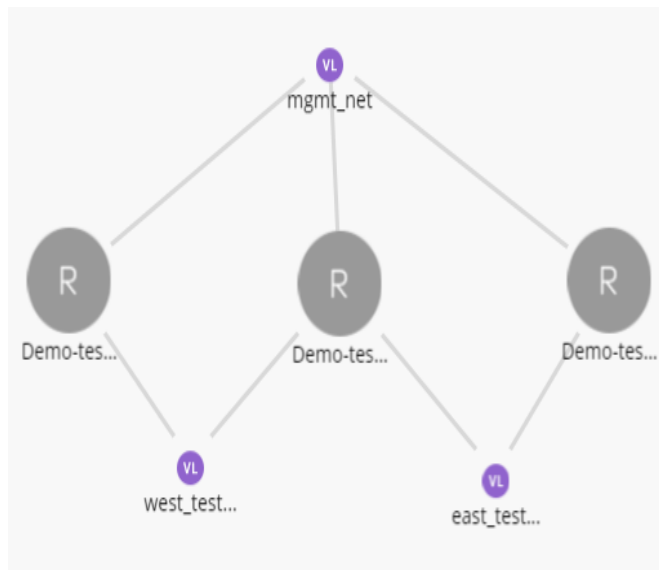 VL
mgmt_net
R
R
R
Demo-tes...
Demo-tes...
Demo-tes...
VL
west_test...
VL
east_test...